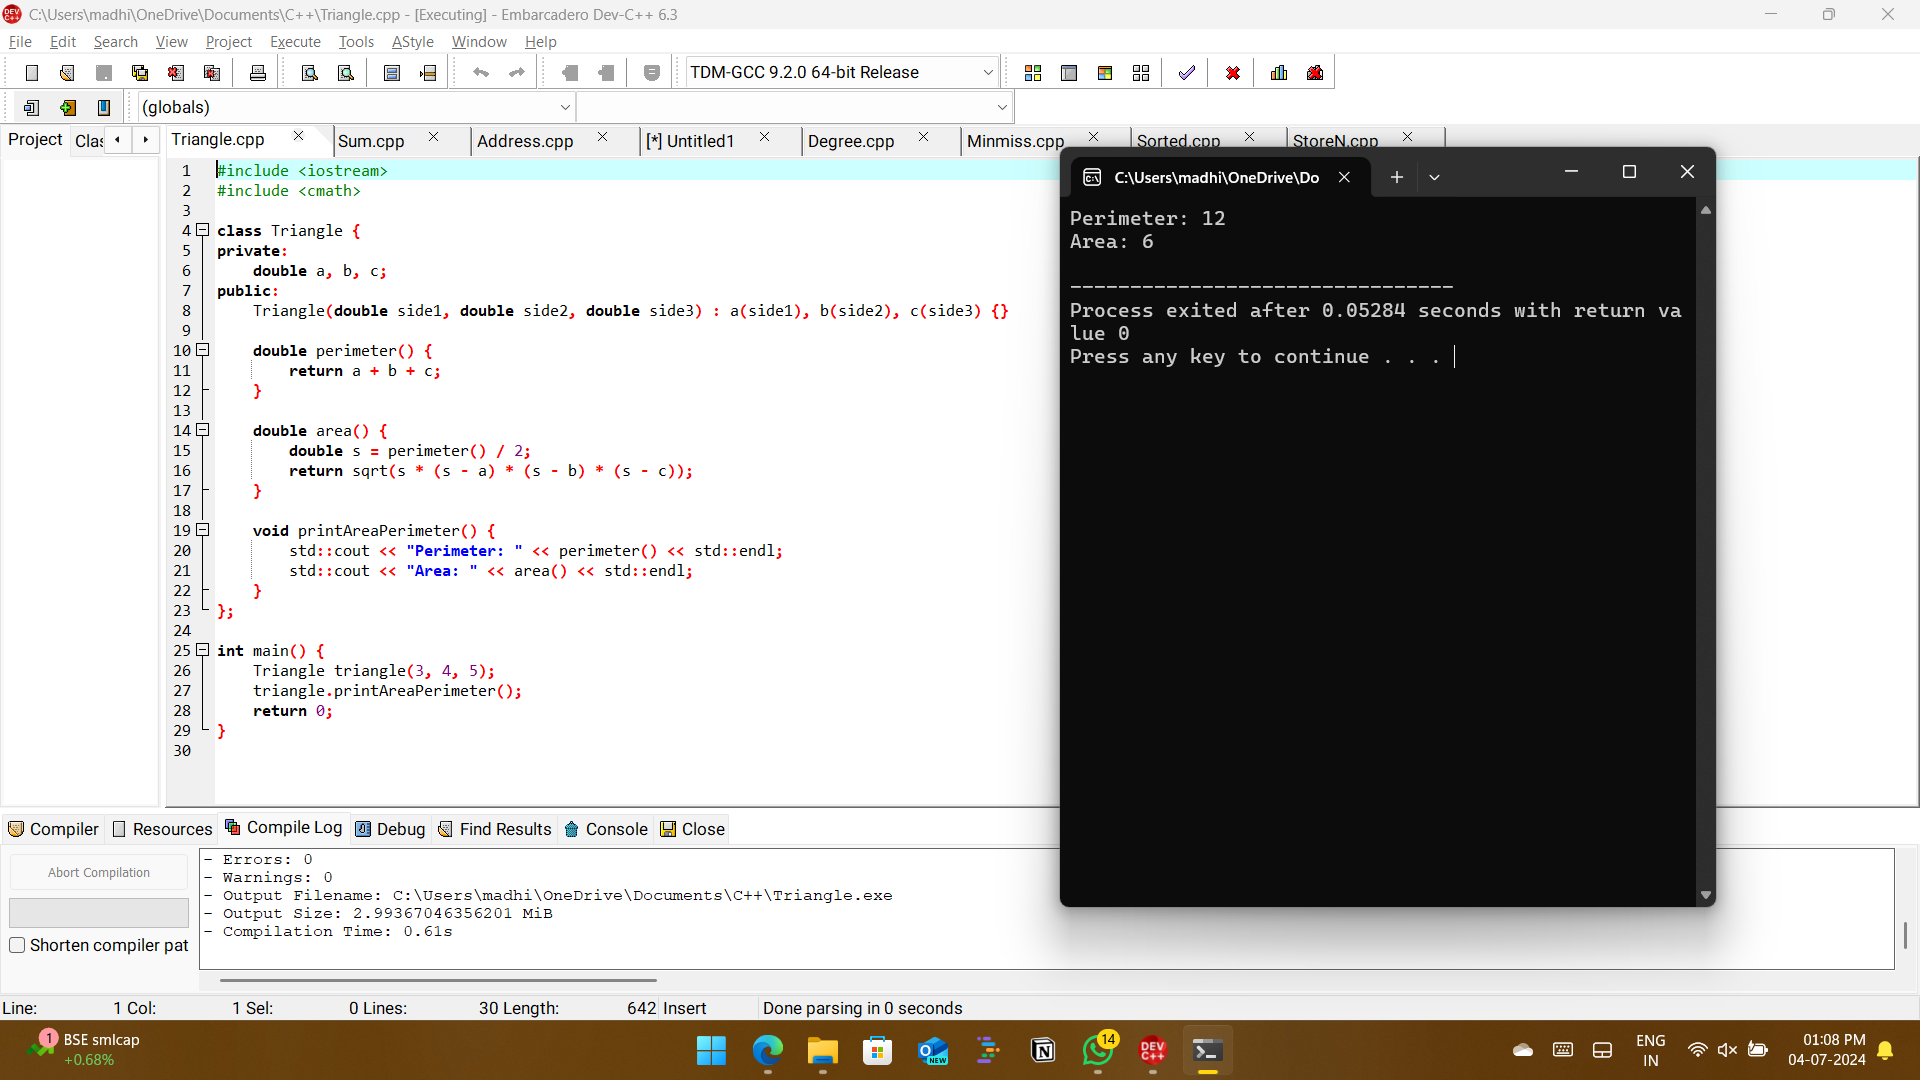 C:\Users\madhi\OneDrive\Documents\C++\Triangle.cpp - [Executing] - Embarcadero Dev-C++ 6.3
File Edit Search View Project Execute Tools AStyle Window Help
TDM-GCC 9.2.0 64-bit Release
(globals)
Project Clas Triangle.cpp Sum.cpp Address.cpp [*] Untitled1 Degree.cpp Minmiss.cpp Sorted.cpp StoreN.cpp
1 #include <iostream>
2 #include <cmath>
3
4 class Triangle {
5 private:
6 double a, b, c;
7 public:
8 Triangle(double side1, double side2, double side3) : a(side1), b(side2), c(side3) {}
9
10 double perimeter() {
11 return a + b + c;
12 }
13
14 double area() {
15 double s = perimeter() / 2;
16 return sqrt(s * (s - a) * (s - b) * (s - c));
17 }
18
19 void printAreaPerimeter() {
20 std::cout << "Perimeter: " << perimeter() << std::endl;
21 std::cout << "Area: " << area() << std::endl;
22 }
23 };
24
25 int main() {
26 Triangle triangle(3, 4, 5);
27 triangle.printAreaPerimeter();
28 return 0;
29 }
30
C:\Users\madhi\OneDrive\Do
Perimeter: 12
Area: 6
--------------------------------
Process exited after 0.05284 seconds with return va
lue 0
Press any key to continue . . .
Compiler Resources Compile Log Debug Find Results Console Close
Abort Compilation
Shorten compiler pat
- Errors: 0
- Warnings: 0
- Output Filename: C:\Users\madhi\OneDrive\Documents\C++\Triangle.exe
- Output Size: 2.99367046356201 MiB
- Compilation Time: 0.61s
Line: 1 Col: 1 Sel: 0 Lines: 30 Length: 642 Insert Done parsing in 0 seconds
1
BSE smlcap
+0.68%
NEW
14
DEV
C++
ENG
IN
01:08 PM
04-07-2024